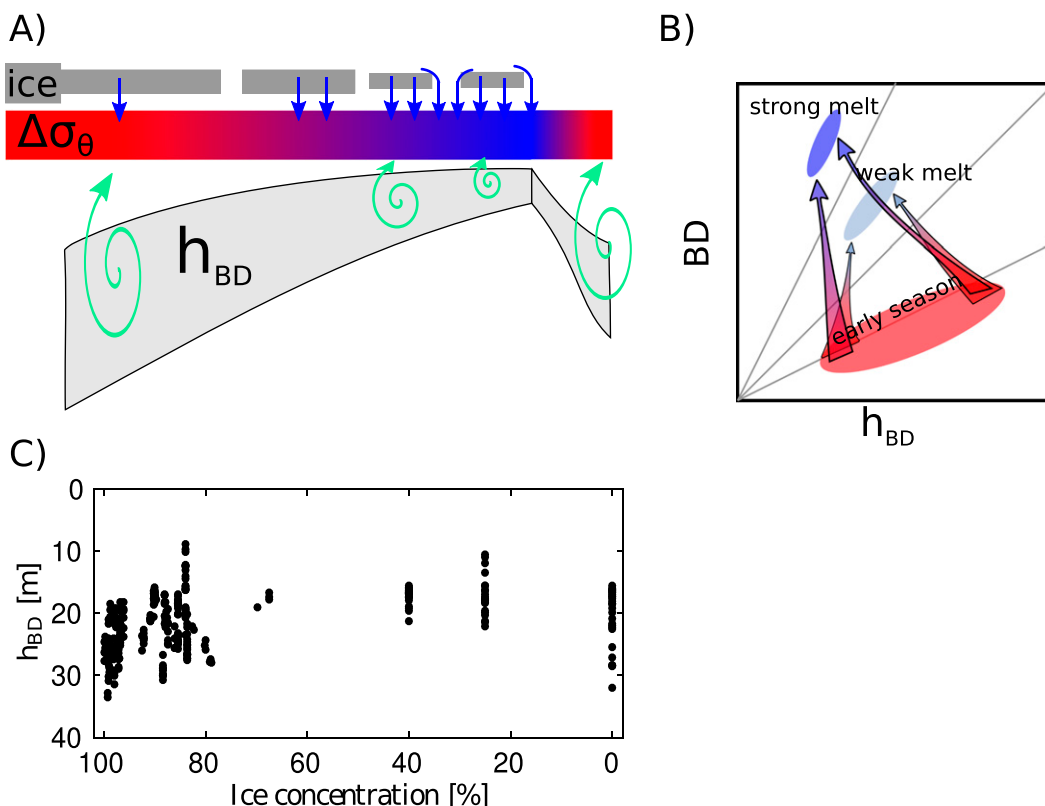 A)
ice
Δσθ
hBD
B)
strong melt
weak melt
early season
BD
hBD
C)
0
10
20
30
40
hBD [m]
100 80 60 40 20 0
Ice concentration [%]